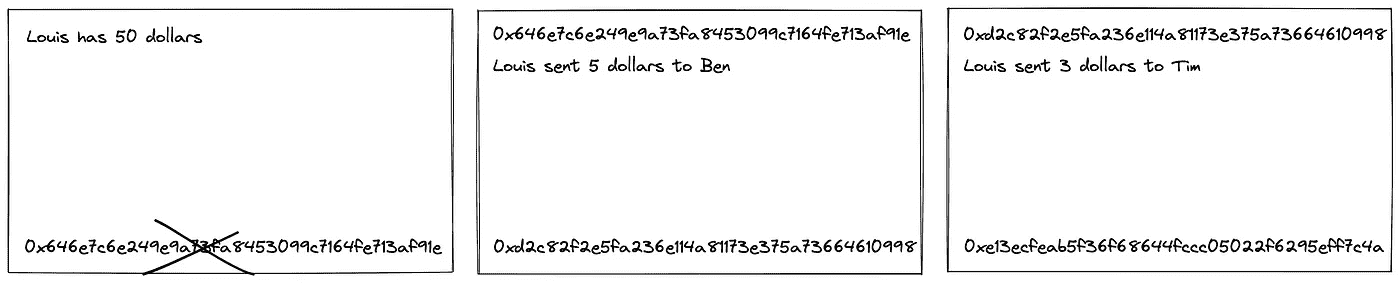 Louis has 50 dollars
0x646e7c6e249e9a73fa8453099c7164fe713af91e
0x646e7c6e249e9a73fa8453099c7164fe713af91e
Louis sent 5 dollars to Ben
0xd2c82f2e5fa236e114a81173e375a73664610998
0xd2c82f2e5fa236e114a81173e375a73664610998
Louis sent 3 dollars to Tim
0xe13ecfeab5f36f68644fccc05022f6295eff7c4a